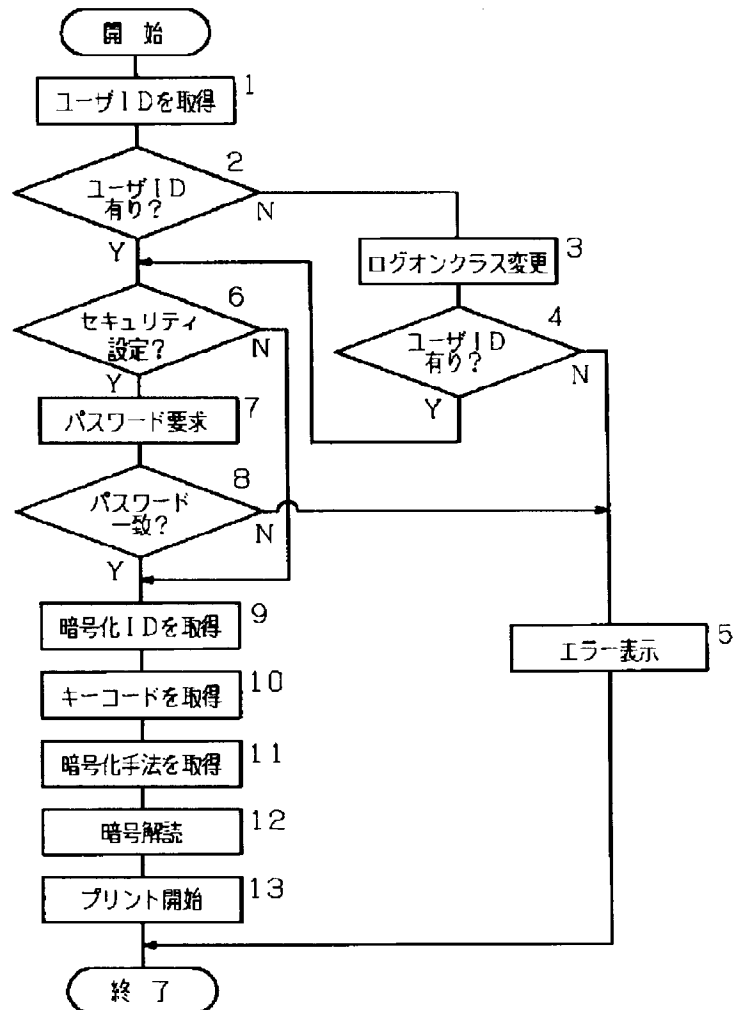 開 始
1
ユーザIDを取得
2
ユーザID
有り?
N
Y
3
ログオンクラス変更
6
セキュリティ
設定?
N
Y
4
ユーザID
有り?
N
Y
7
パスワード要求
8
パスワード
一致?
N
Y
9
暗号化IDを取得
5
エラー表示
10
キーコードを取得
11
暗号化手法を取得
12
暗号解読
13
プリント開始
終 了